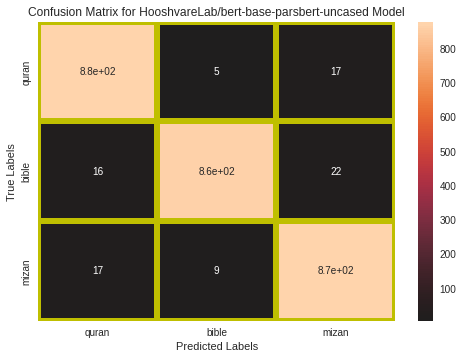 Confusion Matrix for HooshvareLab/bert-base-parsbert-uncased Model
quran
8.8e+02 5 17
800
700
600
True Labels
bible
16 8.6e+02 22
500
400
300
mizan
17 9 8.7e+02
200
100
quran bible mizan
Predicted Labels